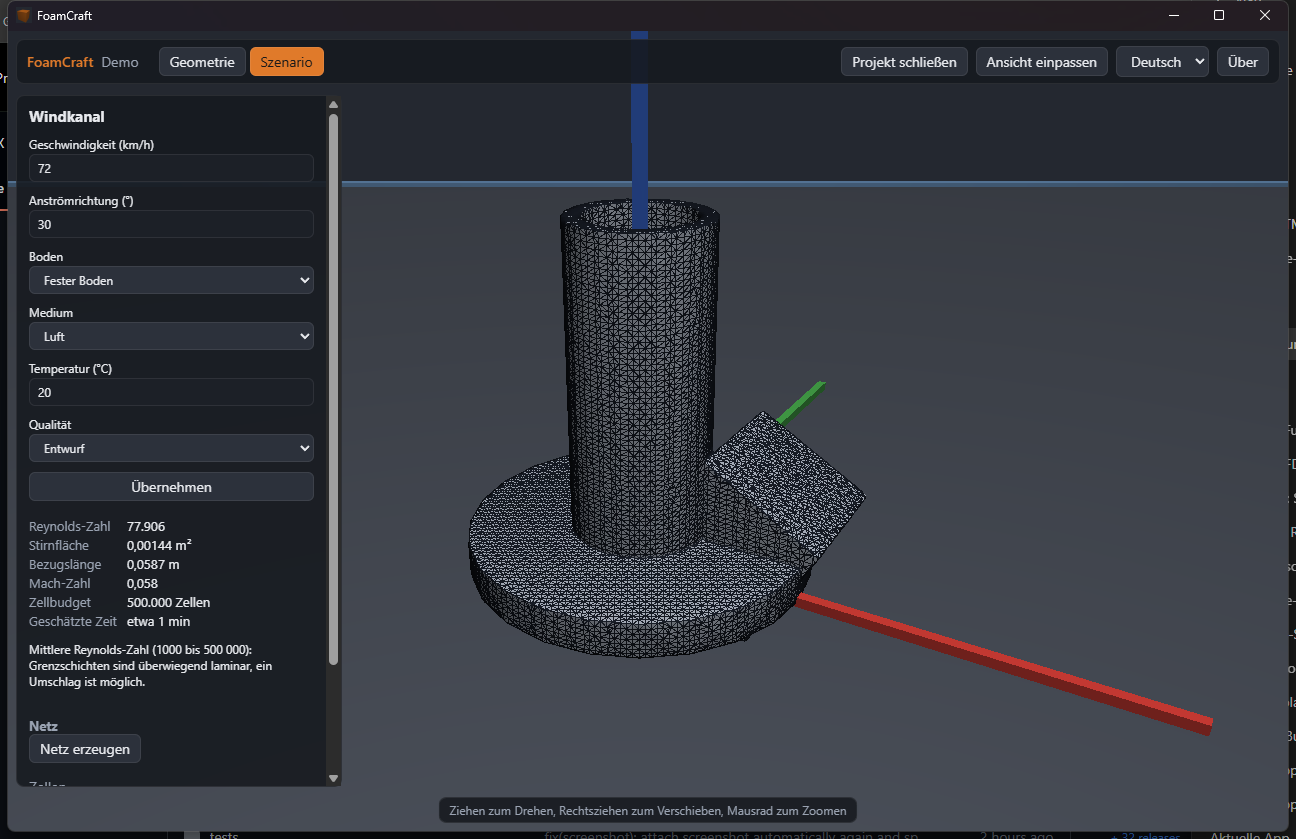 FoamCraft
FoamCraft Demo Geometrie Szenario Projekt schließen Ansicht einpassen Deutsch Über
Windkanal
Geschwindigkeit (km/h)
72
Anströmrichtung (°)
30
Boden
Fester Boden
Medium
Luft
Temperatur (°C)
20
Qualität
Entwurf
Übernehmen
Reynolds-Zahl 77.906
Stirnfläche 0,00144 m²
Bezugslänge 0,0587 m
Mach-Zahl 0,058
Zellbudget 500.000 Zellen
Geschätzte Zeit etwa 1 min
Mittlere Reynolds-Zahl (1000 bis 500 000):
Grenzschichten sind überwiegend laminar, ein
Umschlag ist möglich.
Netz
Netz erzeugen
Zellen
Ziehen zum Drehen, Rechtsziehen zum Verschieben, Mausrad zum Zoomen
tests fix(screenshot): attach screenshot automatically again and 2 hours ago + 32 releases Aktuelle